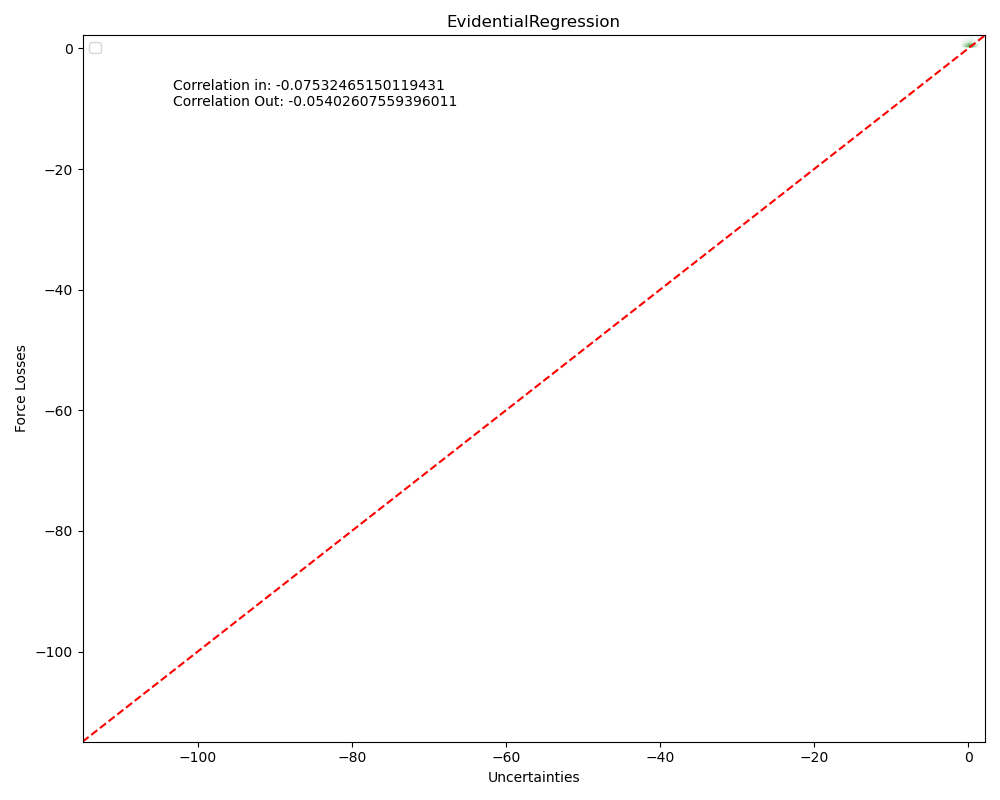 EvidentialRegression
Correlation in: -0.07532465150119431
Correlation Out: -0.05402607559396011
Force Losses
0
−20
−40
−60
−80
−100
−100
−80
−60
−40
−20
0
Uncertainties